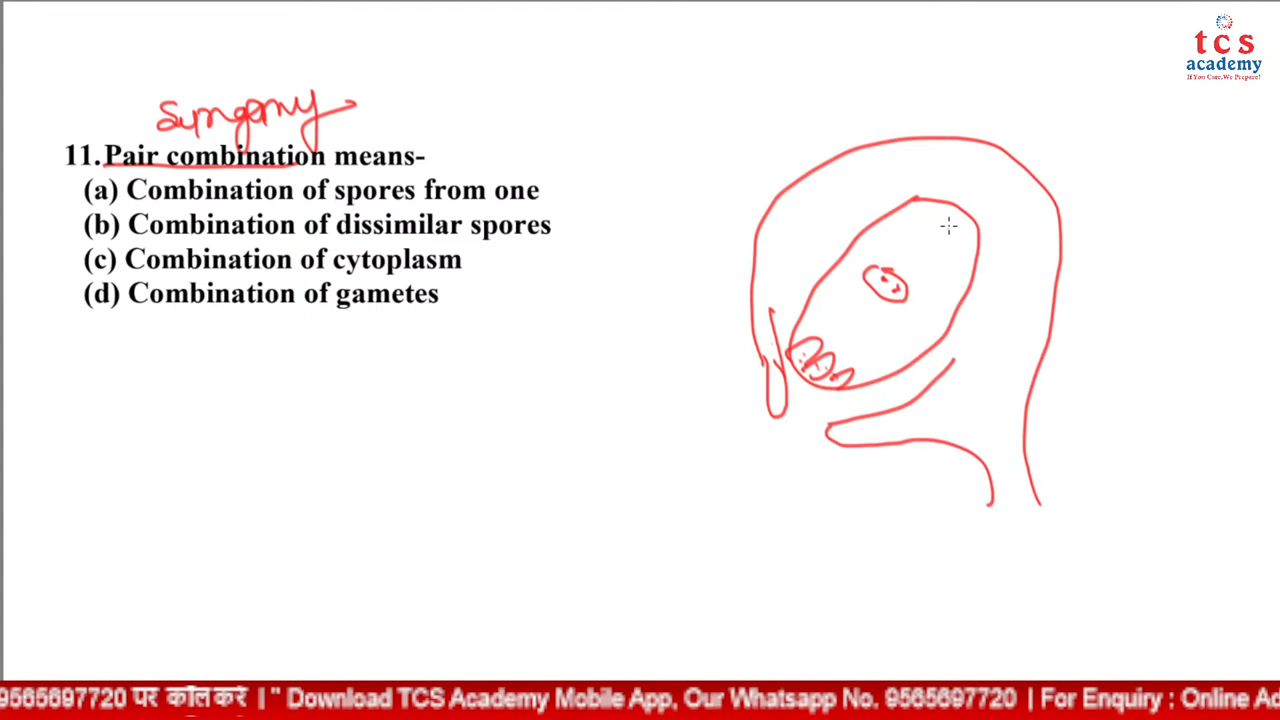 tcs
academy
If You Care,We Prepare!
Syngamy
11.Pair combination means-
(a) Combination of spores from one
(b) Combination of dissimilar spores
(c) Combination of cytoplasm
(d) Combination of gametes
9565697720 पर कॉल करें | " Download TCS Academy Mobile App, Our Whatsapp No. 9565697720 | For Enquiry : Online Ad